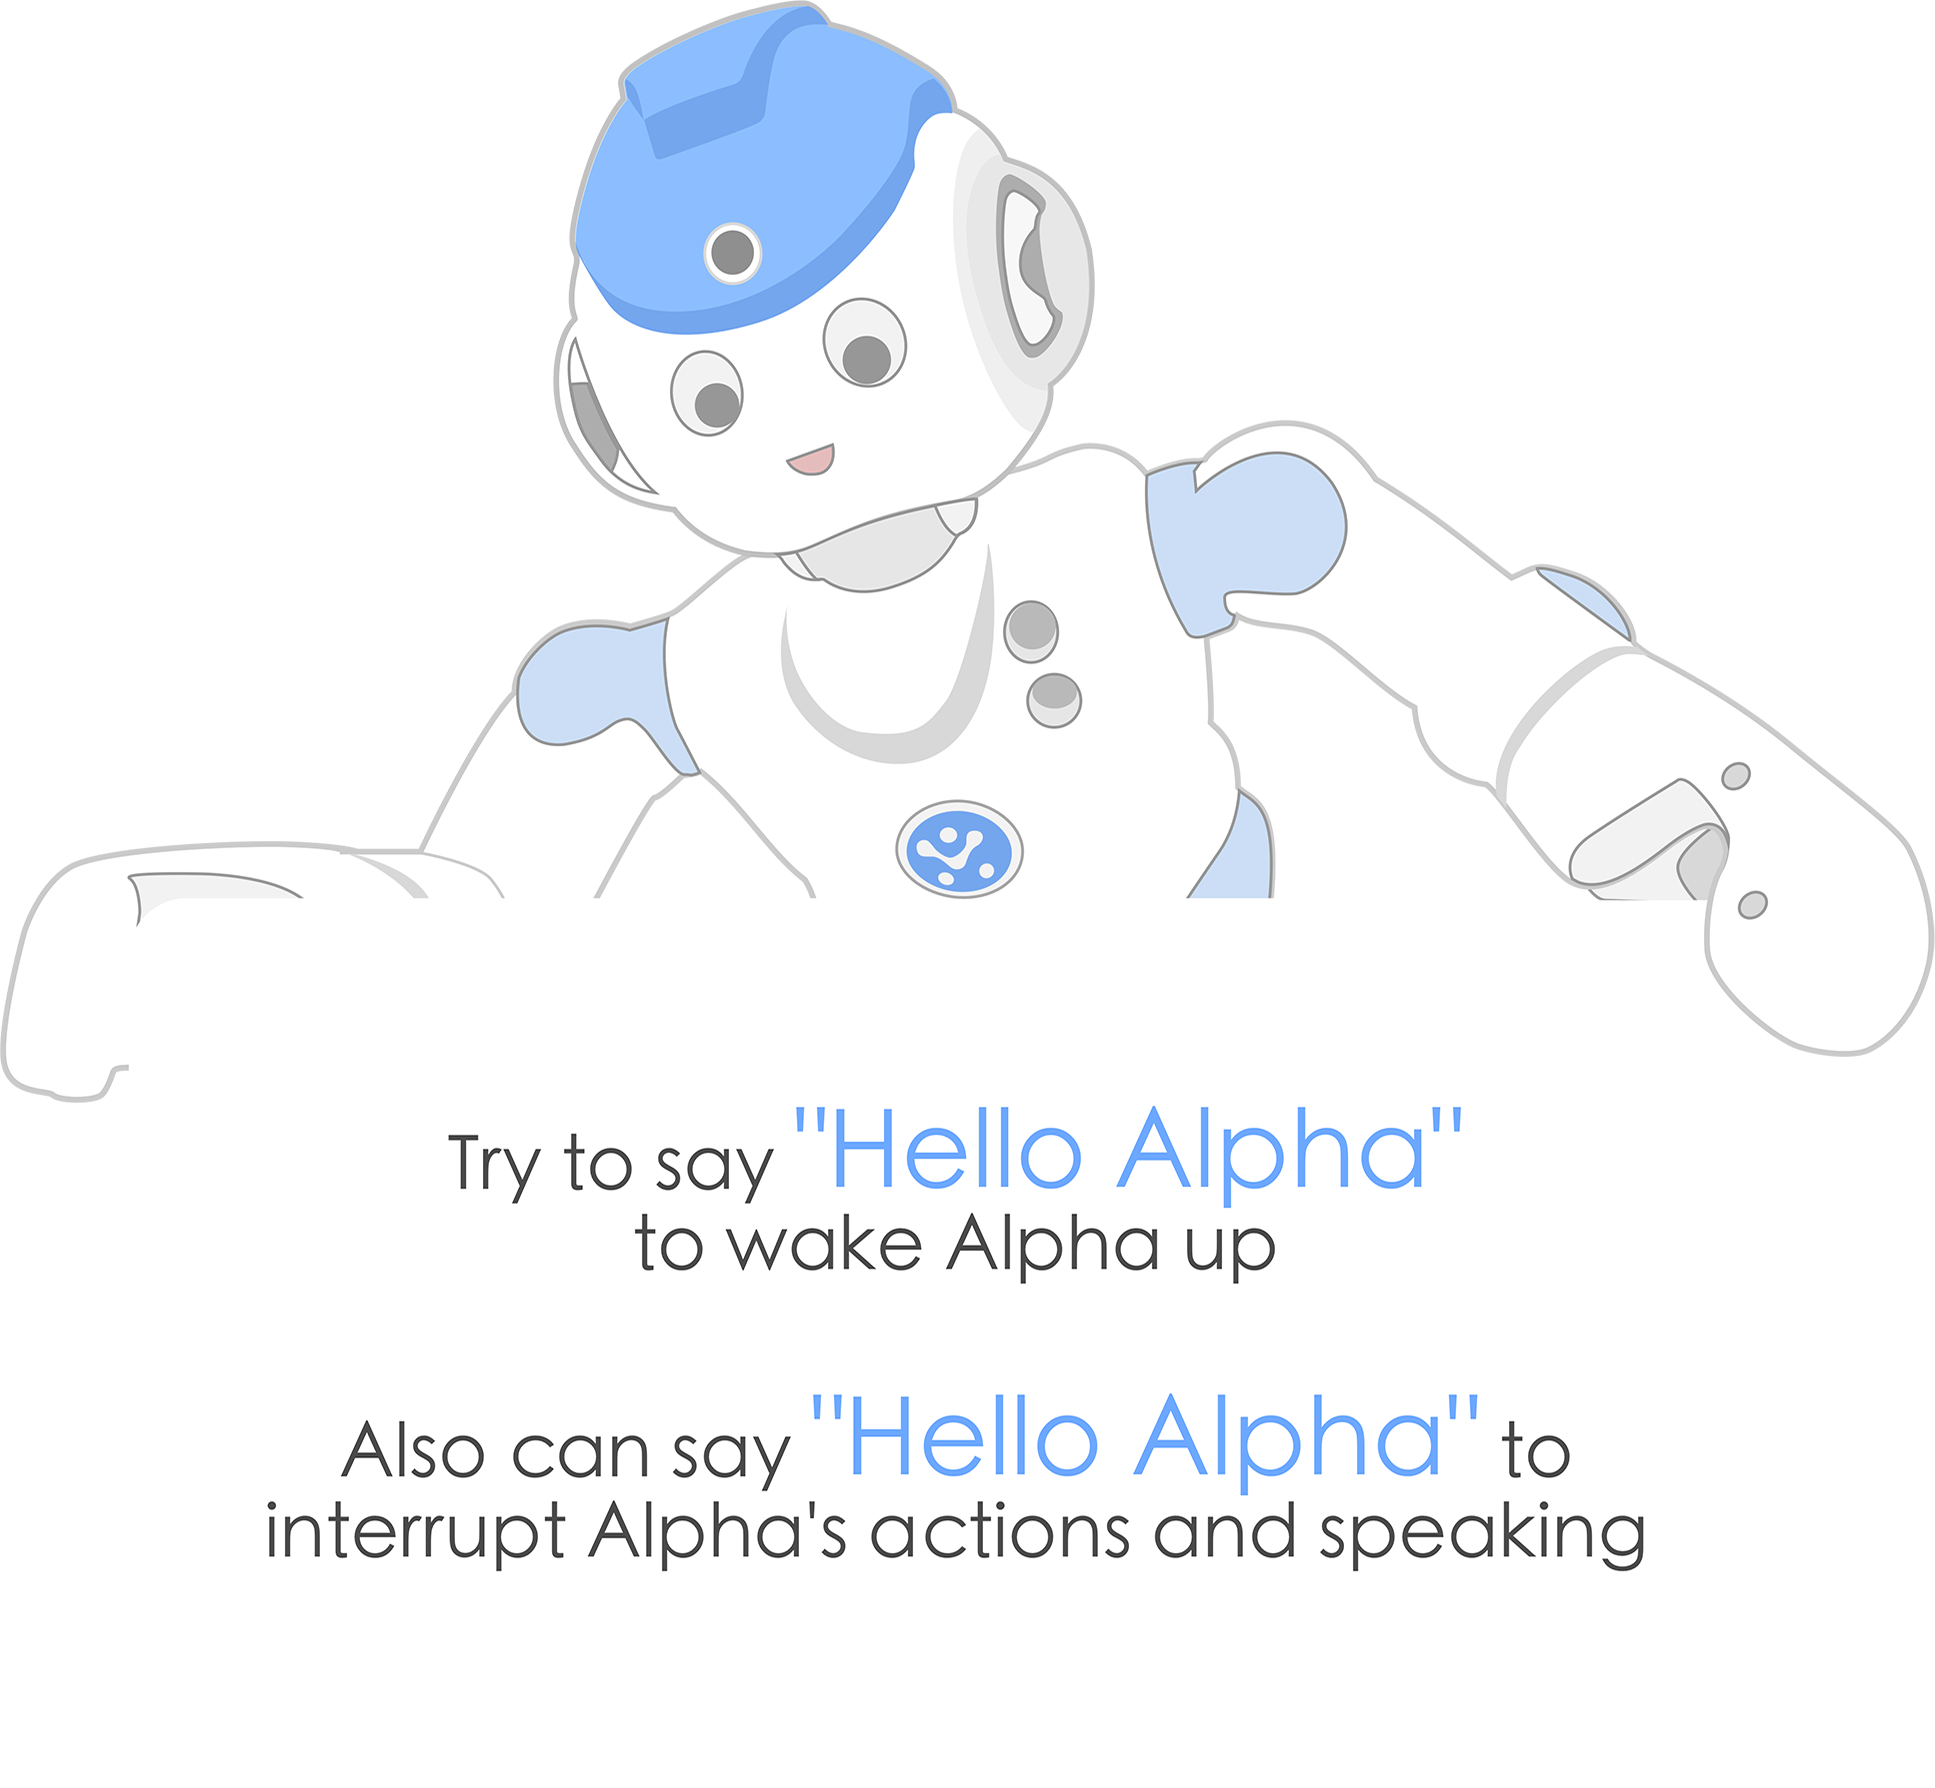 Try to say "Hello Alpha"
to wake Alpha up
Also can say "Hello Alpha" to
interrupt Alpha's actions and speaking